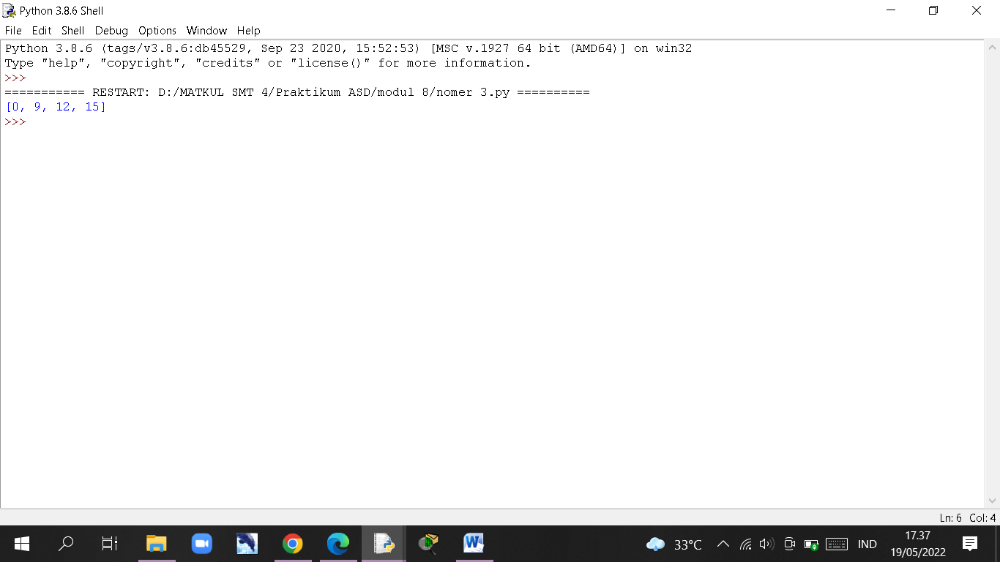 Python 3.8.6 Shell
File Edit Shell Debug Options Window Help
Python 3.8.6 (tags/v3.8.6:db45529, Sep 23 2020, 15:52:53) [MSC v.1927 64 bit (AMD64)] on win32
Type "help", "copyright", "credits" or "license()" for more information.
>>>
=========== RESTART: D:/MATKUL SMT 4/Praktikum ASD/modul 8/nomer 3.py ==========
[0, 9, 12, 15]
>>>
Ln: 6 Col: 4
33°C IND 17.37
19/05/2022